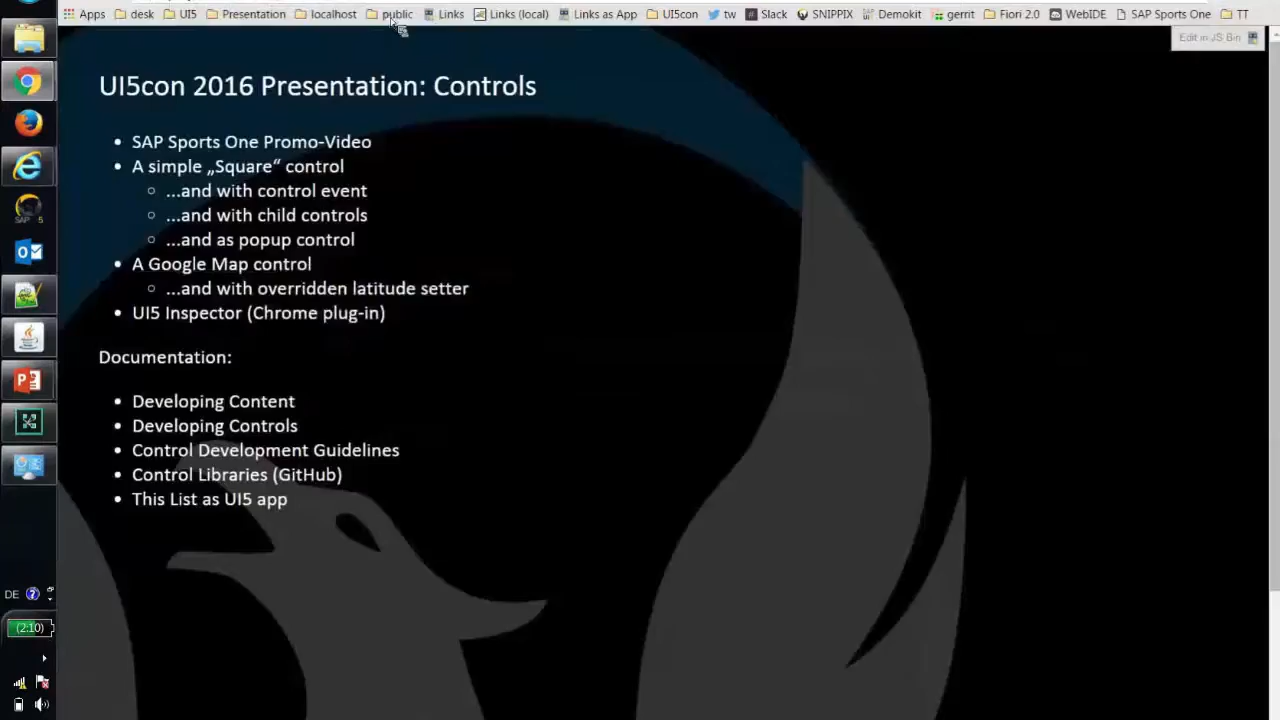 Apps desk UI5 Presentation localhost public Links Links (local) Links as App UI5con tw Slack SNIPPIX Demokit gerrit Fiori 2.0 WebIDE SAP Sports One TT
Edit in JS Bin
UI5con 2016 Presentation: Controls
SAP Sports One Promo-Video
A simple „Square“ control
...and with control event
...and with child controls
...and as popup control
A Google Map control
...and with overridden latitude setter
UI5 Inspector (Chrome plug-in)
Documentation:
Developing Content
Developing Controls
Control Development Guidelines
Control Libraries (GitHub)
This List as UI5 app
DE
(2:10)